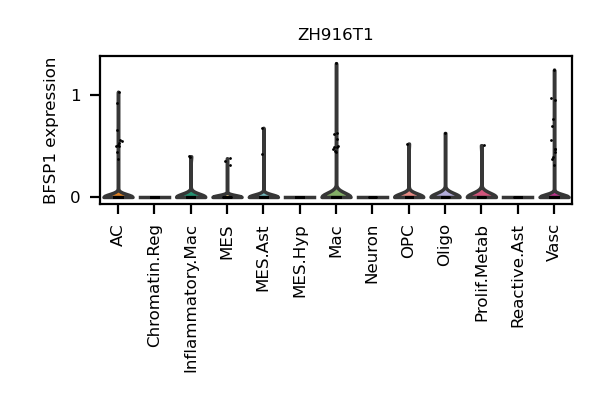 ZH916T1
BFSP1 expression
1
0
AC
Chromatin.Reg
Inflammatory.Mac
MES
MES.Ast
MES.Hyp
Mac
Neuron
OPC
Oligo
Prolif.Metab
Reactive.Ast
Vasc